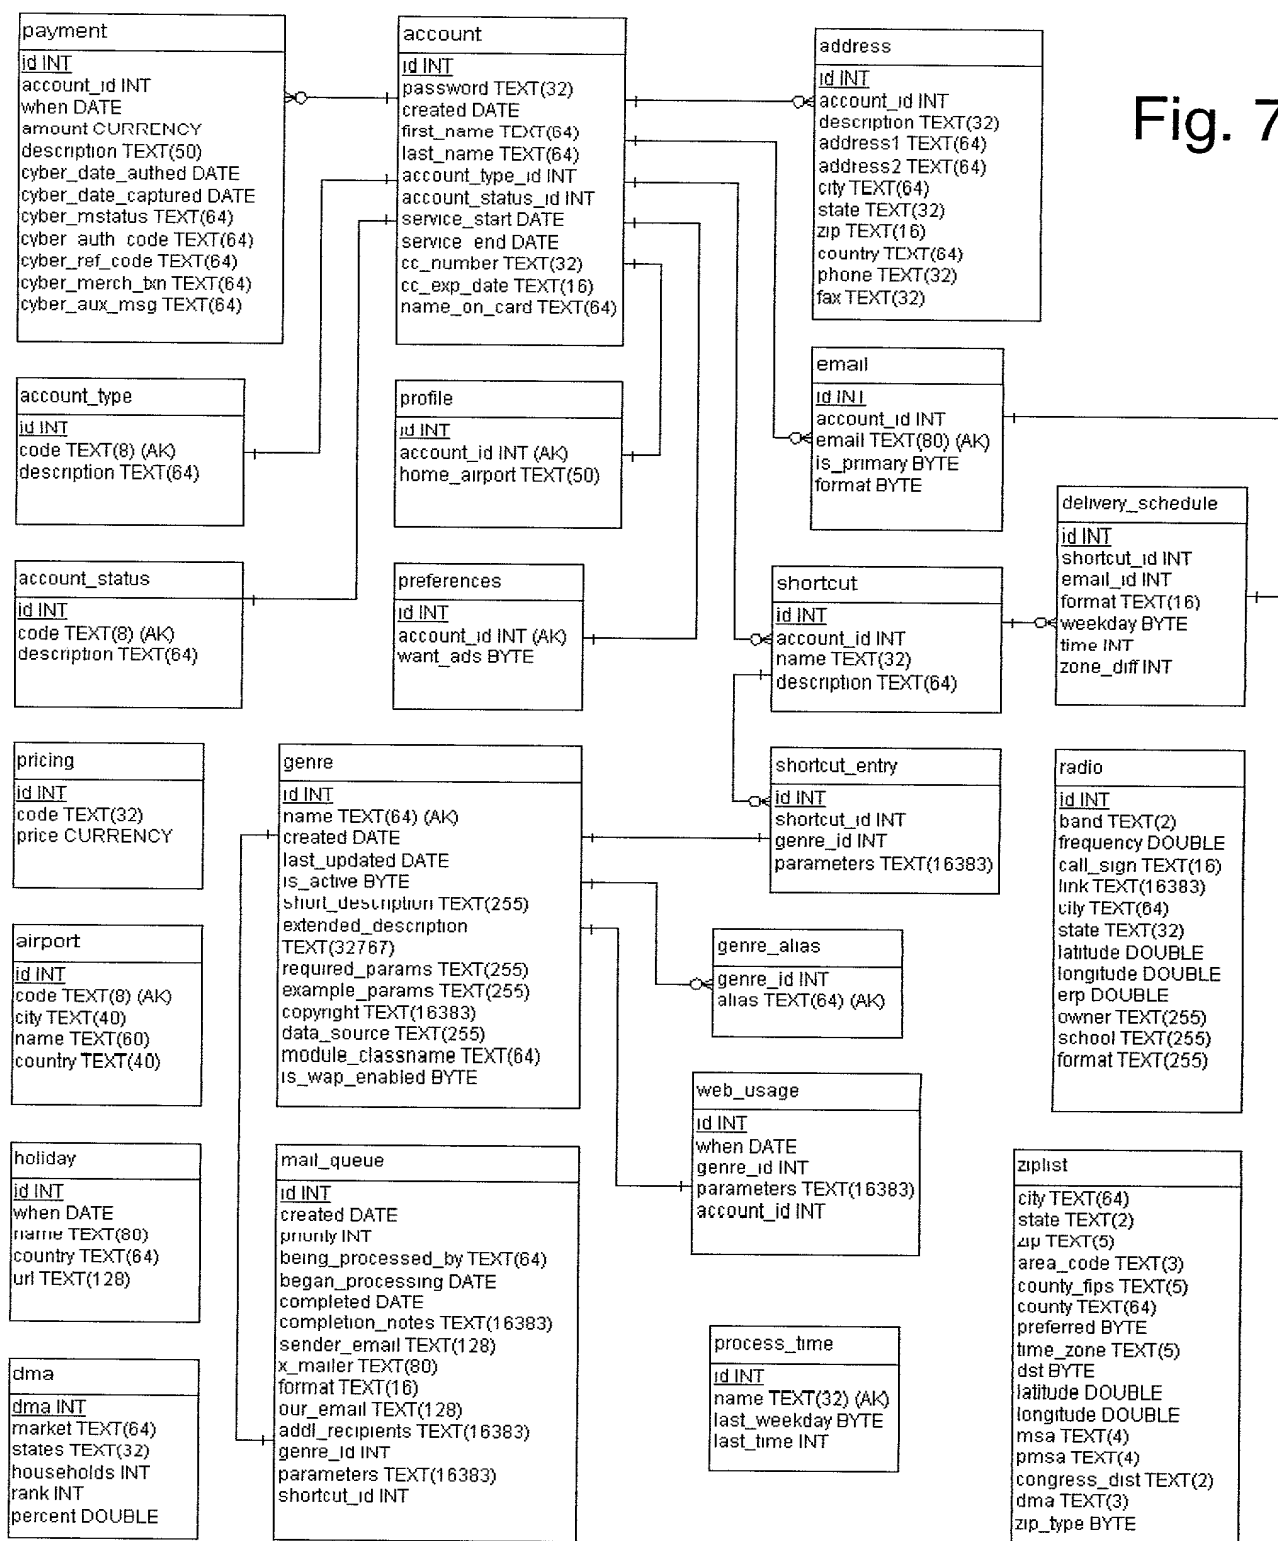 Fig. 7
payment
id INT
account_id INT
when DATE
amount CURRENCY
description TEXT(50)
cyber_date_authed DATE
cyber_date_captured DATE
cyber_mstatus TEXT(64)
cyber_auth_code TEXT(64)
cyber_ref_code TEXT(64)
cyber_merch_txn TEXT(64)
cyber_aux_msg TEXT(64)
account
id INT
password TEXT(32)
created DATE
first_name TEXT(64)
last_name TEXT(64)
account_type_id INT
account_status_id INT
service_start DATE
service_end DATE
cc_number TEXT(32)
cc_exp_date TEXT(16)
name_on_card TEXT(64)
address
id INT
account_id INT
description TEXT(32)
address1 TEXT(64)
address2 TEXT(64)
city TEXT(64)
state TEXT(32)
zip TEXT(16)
country TEXT(64)
phone TEXT(32)
fax TEXT(32)
account_type
id INT
code TEXT(8) (AK)
description TEXT(64)
profile
id INT
account_id INT (AK)
home_airport TEXT(50)
email
id INT
account_id INT
email TEXT(80) (AK)
is_primary BYTE
format BYTE
delivery_schedule
id INT
shortcut_id INT
email_id INT
format TEXT(16)
weekday BYTE
time INT
zone_diff INT
account_status
id INT
code TEXT(8) (AK)
description TEXT(64)
preferences
id INT
account_id INT (AK)
want_ads BYTE
shortcut
id INT
account_id INT
name TEXT(32)
description TEXT(64)
pricing
id INT
code TEXT(32)
price CURRENCY
genre
id INT
name TEXT(64) (AK)
created DATE
last_updated DATE
is_active BYTE
short_description TEXT(255)
extended_description
TEXT(32767)
required_params TEXT(255)
example_params TEXT(255)
copyright TEXT(16383)
data_source TEXT(255)
module_classname TEXT(64)
is_wap_enabled BYTE
shortcut_entry
id INT
shortcut_id INT
genre_id INT
parameters TEXT(16383)
radio
id INT
band TEXT(2)
frequency DOUBLE
call_sign TEXT(16)
link TEXT(16383)
city TEXT(64)
state TEXT(32)
latitude DOUBLE
longitude DOUBLE
erp DOUBLE
owner TEXT(255)
school TEXT(255)
format TEXT(255)
airport
id INT
code TEXT(8) (AK)
city TEXT(40)
name TEXT(60)
country TEXT(40)
genre_alias
genre_id INT
alias TEXT(64) (AK)
web_usage
id INT
when DATE
genre_id INT
parameters TEXT(16383)
account_id INT
holiday
id INT
when DATE
name TEXT(80)
country TEXT(64)
url TEXT(128)
mail_queue
id INT
created DATE
priority INT
being_processed_by TEXT(64)
began_processing DATE
completed DATE
completion_notes TEXT(16383)
sender_email TEXT(128)
x_mailer TEXT(80)
format TEXT(16)
our_email TEXT(128)
addl_recipients TEXT(16383)
genre_id INT
parameters TEXT(16383)
shortcut_id INT
ziplist
city TEXT(64)
state TEXT(2)
zip TEXT(5)
area_code TEXT(3)
county_fips TEXT(5)
county TEXT(64)
preferred BYTE
time_zone TEXT(5)
dst BYTE
latitude DOUBLE
longitude DOUBLE
msa TEXT(4)
pmsa TEXT(4)
congress_dist TEXT(2)
dma TEXT(3)
zip_type BYTE
process_time
id INT
name TEXT(32) (AK)
last_weekday BYTE
last_time INT
dma
dma INT
market TEXT(64)
states TEXT(32)
households INT
rank INT
percent DOUBLE